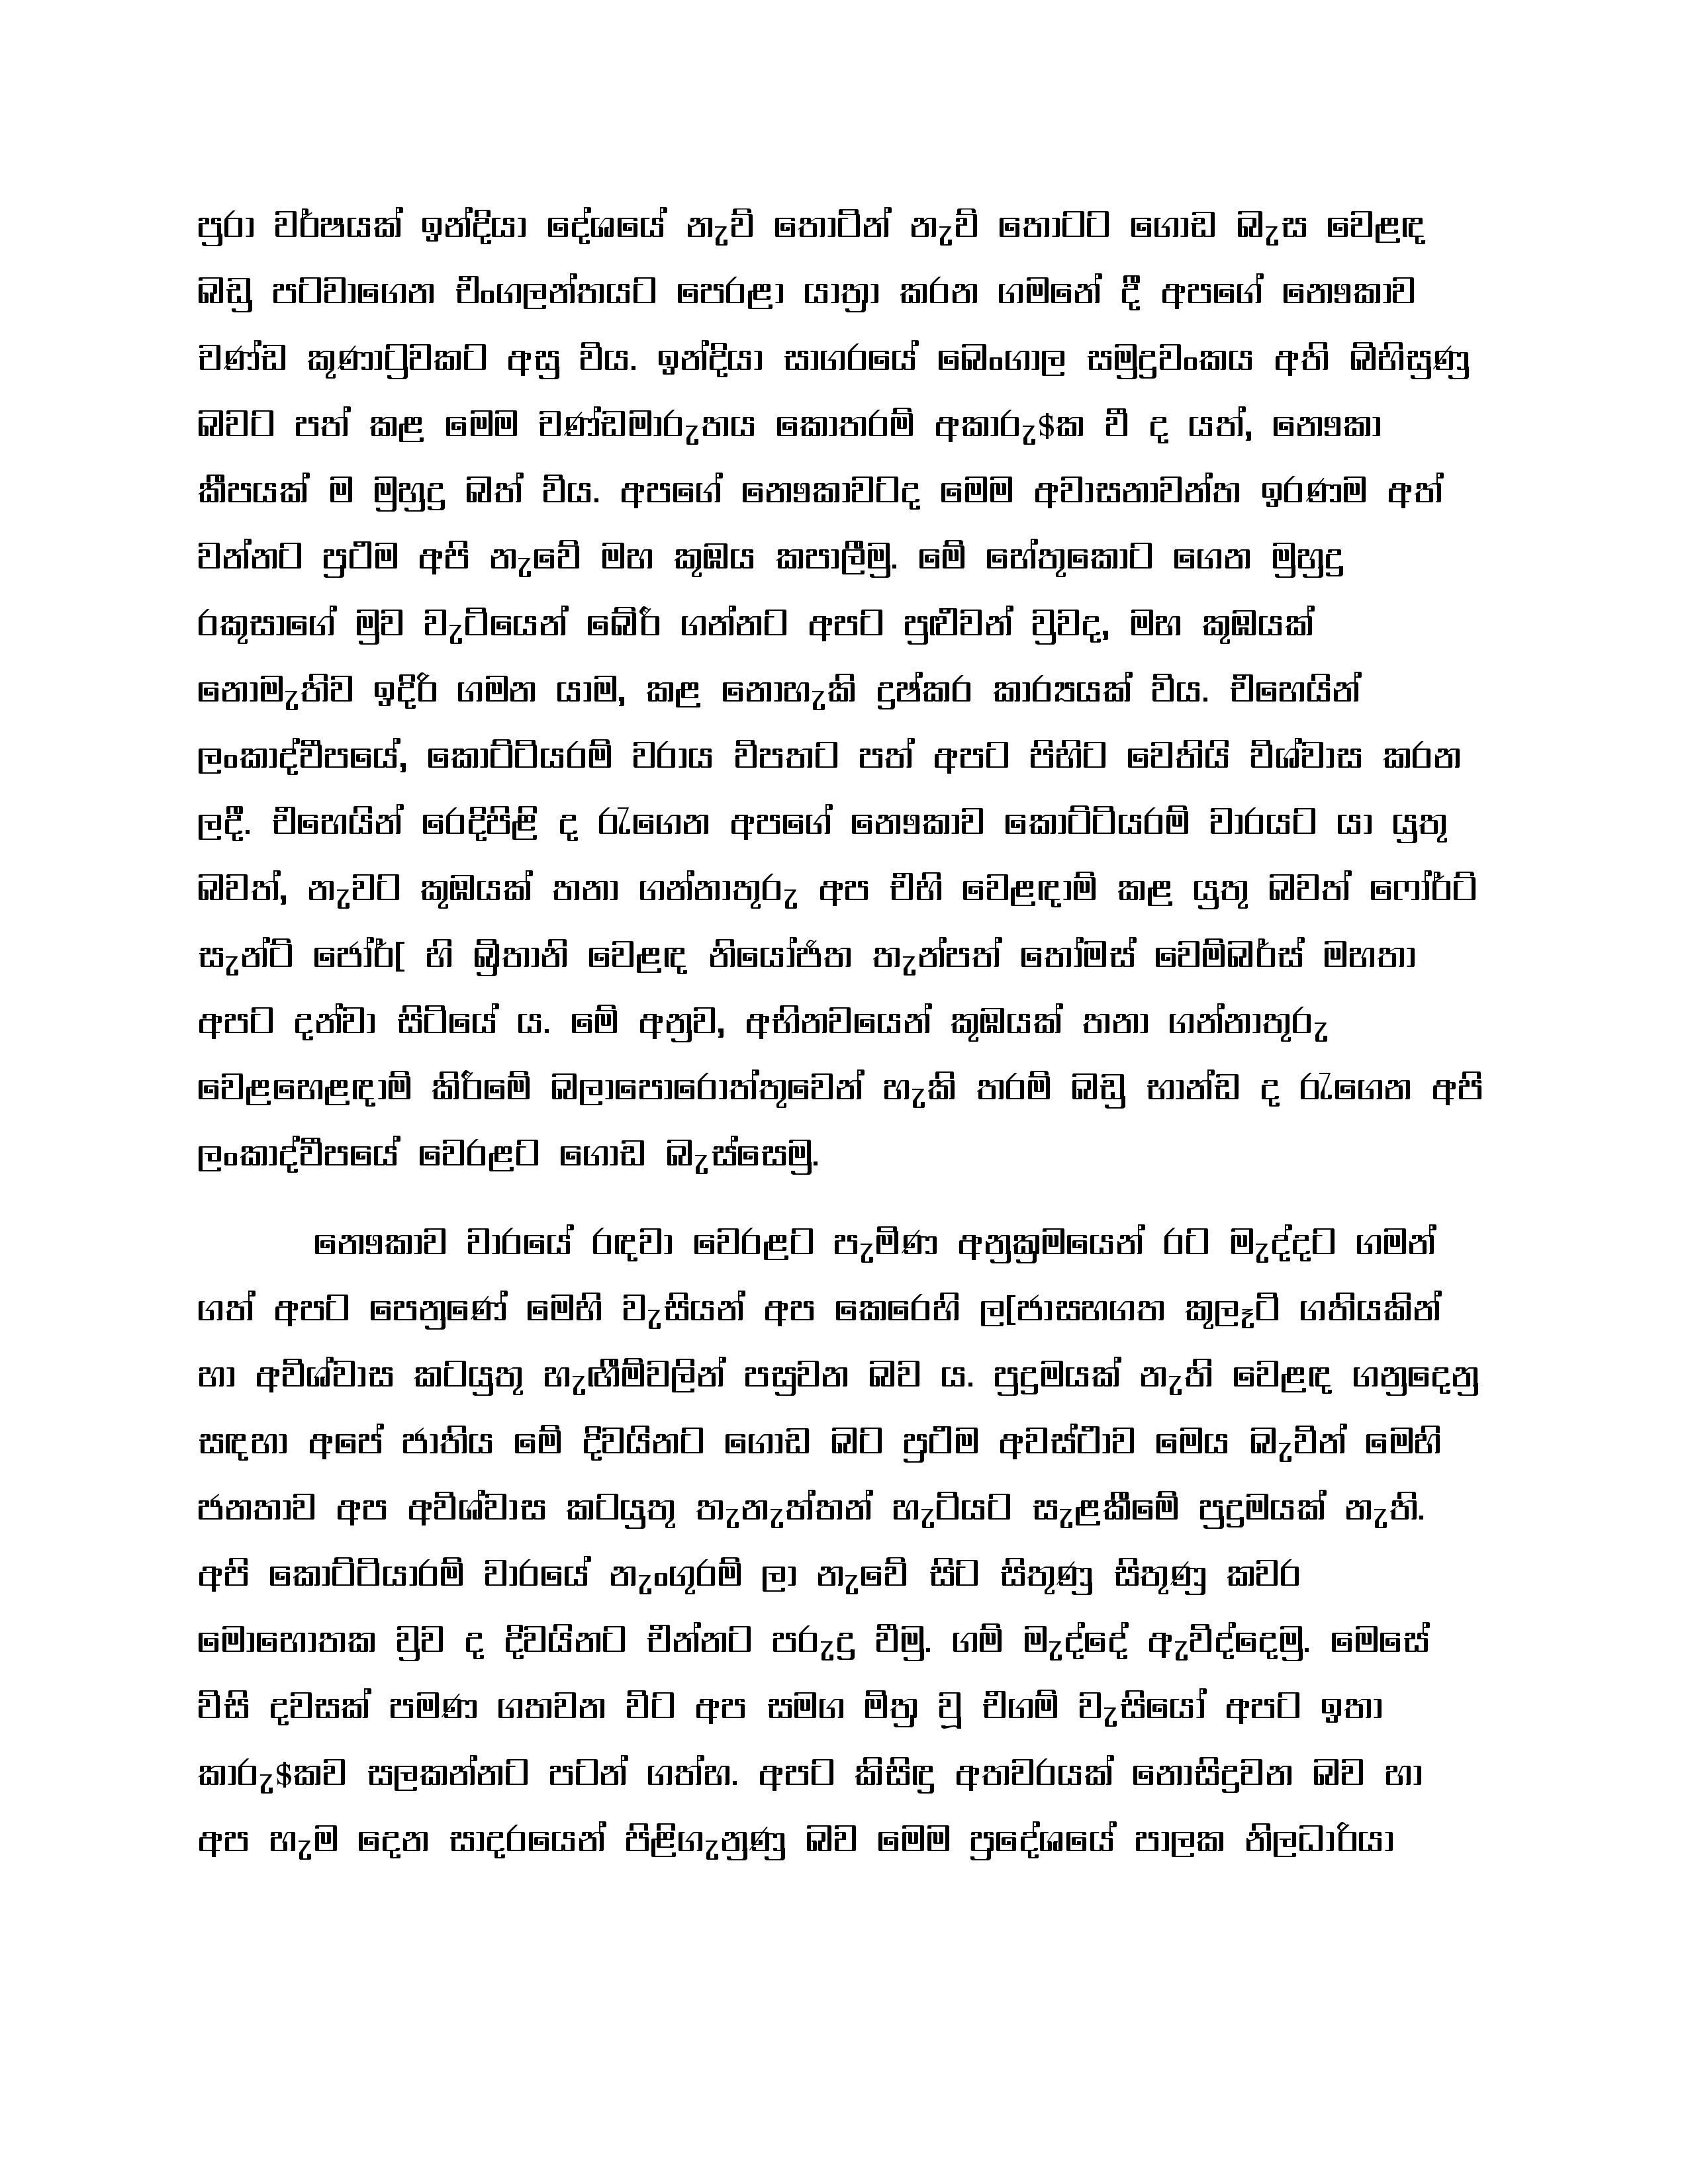 පුරා වර්ෂයක් ඉන්දියා දේශයේ නැව් තොටින් නැව් තොටට ගොඩ බැස වෙළඳ
බඩු පටවාගෙන එංගලන්තයට පෙරළා යාත්‍රා කරන ගමනේ දී අපගේ නෞකාව
චණ්ඩ කුණාටුවකට අසු විය. ඉන්දියා සාගරයේ බෙංගාල සමුද්‍රවංකය අති බිහිසුණු
බවට පත් කළ මෙම චණ්ඩමාරුතය කොතරම් අකාරු$ක වී ද යත්, නෞකා
කීපයක් ම මුහුදු බත් විය. අපගේ නෞකාවටද මෙම අවාසනාවන්ත ඉරණම අත්
වන්නට පුථම අපි නැවේ මහ කුඹය කපාලීමු. මේ හේතුකොට ගෙන මුහුදු
රකුසාගේ මුව වැටියෙන් බේරී ගන්නට අපට පුළුවන් වුවද, මහ කුඹයක්
නොමැතිව ඉදිරි ගමන යාම, කළ නොහැකි දුෂ්කර කාර්‍යයක් විය. එහෙයින්
ලංකාද්වීපයේ, කොට්ටියරම් වරාය විපතට පත් අපට පිහිට වෙතියි විශ්වාස කරන
ලදී. එහෙයින් රෙදිපිළි ද රැගෙන අපගේ නෞකාව කොට්ටියරම් වාරයට යා යුතු
බවත්, නැවට කුඹයක් තනා ගන්නාතුරු අප එහි වෙළඳාම් කළ යුතු බවත් ෆෝර්ට්
සැන්ට් ජෝර්[ හි බ්‍රිතානි වෙළඳ නියෝජිත තැන්පත් තෝමස් චෙම්බර්ස් මහතා
අපට දන්වා සිටියේ ය. මේ අනුව, අභිනවයෙන් කුඹයක් තනා ගන්නාතුරු
වෙළහෙළඳාම් කිරීමේ බලාපොරොත්තුවෙන් හැකි තරම් බඩු භාන්ඩ ද රැගෙන අපි
ලංකාද්වීපයේ වෙරළට ගොඩ බැස්සෙමු.
නෞකාව වාරයේ රඳවා වෙරළට පැමිණ අනුක්‍රමයෙන් රට මැද්දට ගමන්
ගත් අපට පෙනුණේ මෙහි වැසියන් අප කෙරෙහි ල[ජාසහගත කුලෑටි ගතියකින්
හා අවිශ්වාස කටයුතු හැඟීම්වලින් පසුවන බව ය. පුදුමයක් නැති වෙළඳ ගනුදෙනු
සඳහා අපේ ජාතිය මේ දිවයිනට ගොඩ බට පුථම අවස්ථාව මෙය බැවින් මෙහි
ජනතාව අප අවිශ්වාස කටයුතු තැනැත්තන් හැටියට සැළකීමේ පුදුමයක් නැති.
අපි කොට්ටියාරම් වාරයේ නැංගුරම් ලා නැවේ සිට සිතුණු සිතුණු කවර
මොහොතක වුව ද දිවයිනට එන්නට පරුදු වීමු. ගම් මැද්දේ ඇවිද්දෙමු. මෙසේ
විසි දවසක් පමණ ගතවන විට අප සමග මිත්‍ර වූ එගම් වැසියෝ අපට ඉතා
කාරු$කව සලකන්නට පටන් ගත්හ. අපට කිසිඳු අතවරයක් නොසිදුවන බව හා
අප හැම දෙන සාදරයෙන් පිළිගැනුණු බව මෙම ප්‍රදේශයේ පාලක නිලධාරියා